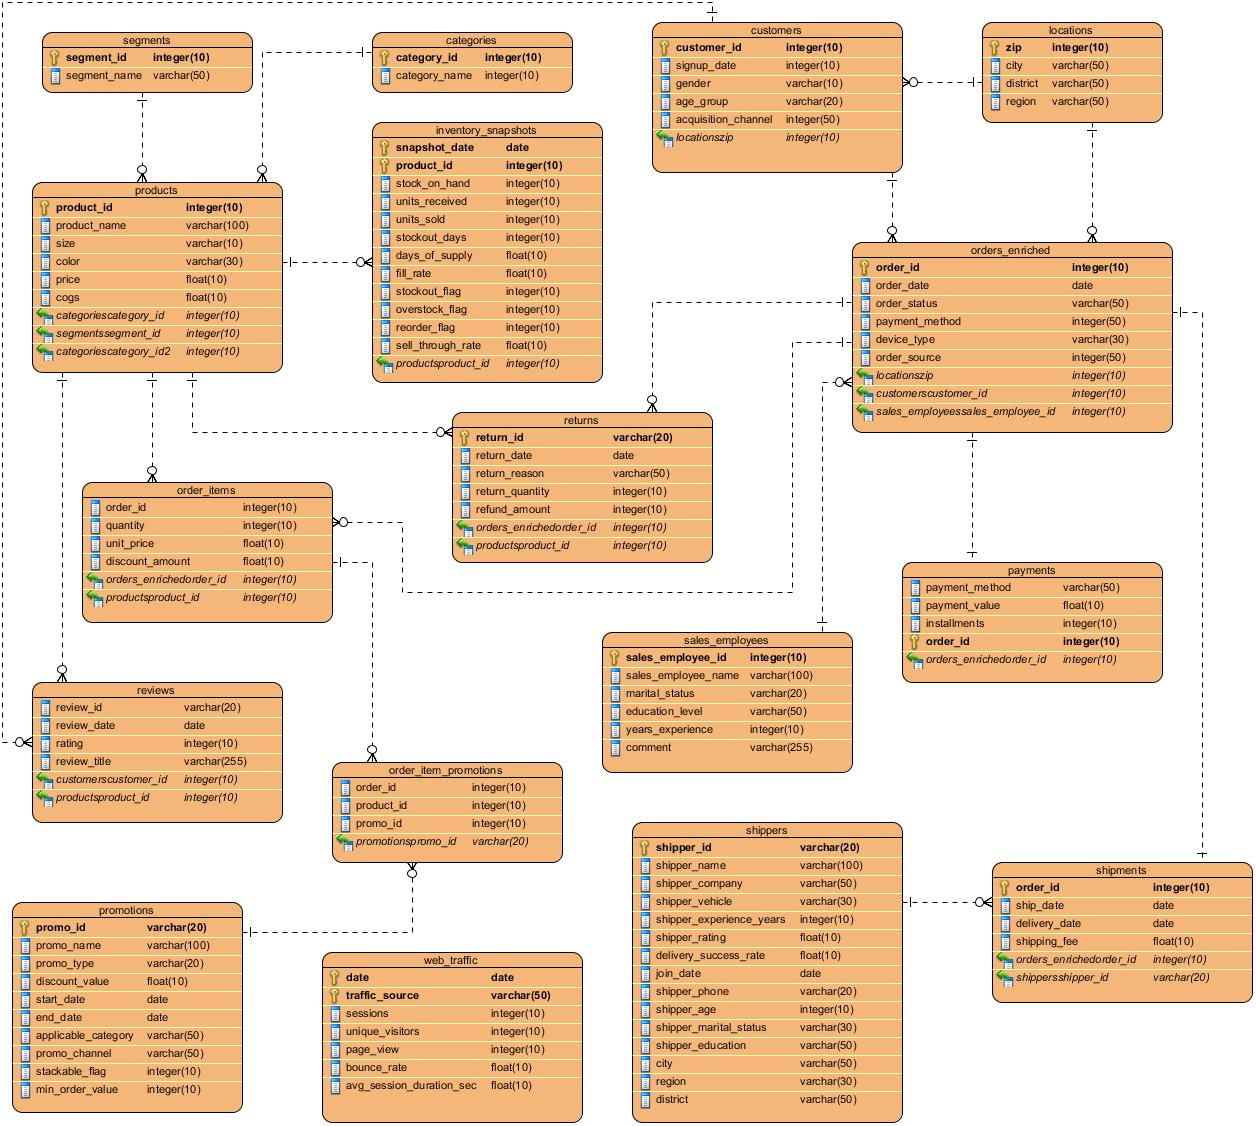 segments
segment_id integer(10)
segment_name varchar(50)
categories
category_id integer(10)
category_name integer(10)
customers
customer_id integer(10)
signup_date integer(10)
gender varchar(10)
age_group varchar(20)
acquisition_channel integer(50)
locationszip integer(10)
locations
zip integer(10)
city varchar(50)
district varchar(50)
region varchar(50)
inventory_snapshots
snapshot_date date
product_id integer(10)
stock_on_hand integer(10)
units_received integer(10)
units_sold integer(10)
stockout_days integer(10)
days_of_supply float(10)
fill_rate float(10)
stockout_flag integer(10)
overstock_flag integer(10)
reorder_flag integer(10)
sell_through_rate float(10)
productsproduct_id integer(10)
products
product_id integer(10)
product_name varchar(100)
size varchar(10)
color varchar(30)
price float(10)
cogs float(10)
categoriescategory_id integer(10)
segmentssegment_id integer(10)
categoriescategory_id2 integer(10)
orders_enriched
order_id integer(10)
order_date date
order_status varchar(50)
payment_method integer(50)
device_type varchar(30)
order_source integer(50)
locationszip integer(10)
customerscustomer_id integer(10)
sales_employeessales_employee_id integer(10)
returns
return_id varchar(20)
return_date date
return_reason varchar(50)
return_quantity integer(10)
refund_amount integer(10)
orders_enrichedorder_id integer(10)
productsproduct_id integer(10)
order_items
order_id integer(10)
quantity integer(10)
unit_price float(10)
discount_amount float(10)
orders_enrichedorder_id integer(10)
productsproduct_id integer(10)
payments
payment_method varchar(50)
payment_value float(10)
installments integer(10)
order_id integer(10)
orders_enrichedorder_id integer(10)
sales_employees
sales_employee_id integer(10)
sales_employee_name varchar(100)
marital_status varchar(20)
education_level varchar(50)
years_experience integer(10)
comment varchar(255)
reviews
review_id varchar(20)
review_date date
rating integer(10)
review_title varchar(255)
customerscustomer_id integer(10)
productsproduct_id integer(10)
order_item_promotions
order_id integer(10)
product_id integer(10)
promo_id integer(10)
promotionspromo_id varchar(20)
shippers
shipper_id varchar(20)
shipper_name varchar(100)
shipper_company varchar(50)
shipper_vehicle varchar(30)
shipper_experience_years integer(10)
shipper_rating float(10)
delivery_success_rate float(10)
join_date date
shipper_phone varchar(20)
shipper_age integer(10)
shipper_marital_status varchar(30)
shipper_education varchar(50)
city varchar(50)
region varchar(30)
district varchar(50)
shipments
order_id integer(10)
ship_date date
delivery_date date
shipping_fee float(10)
orders_enrichedorder_id integer(10)
shippersshipper_id varchar(20)
promotions
promo_id varchar(20)
promo_name varchar(100)
promo_type varchar(20)
discount_value float(10)
start_date date
end_date date
applicable_category varchar(50)
promo_channel varchar(50)
stackable_flag integer(10)
min_order_value integer(10)
web_traffic
date date
traffic_source varchar(50)
sessions integer(10)
unique_visitors integer(10)
page_view integer(10)
bounce_rate float(10)
avg_session_duration_sec float(10)